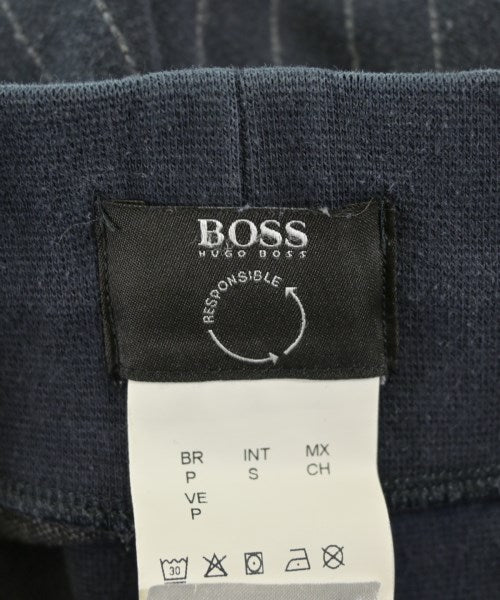 BOSS
HUGO BOSS
RESPONSIBLE
BR INT MX
P S CH
VE
P
30